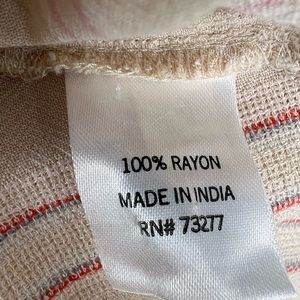 100% RAYON
MADE IN INDIA
RN# 73277